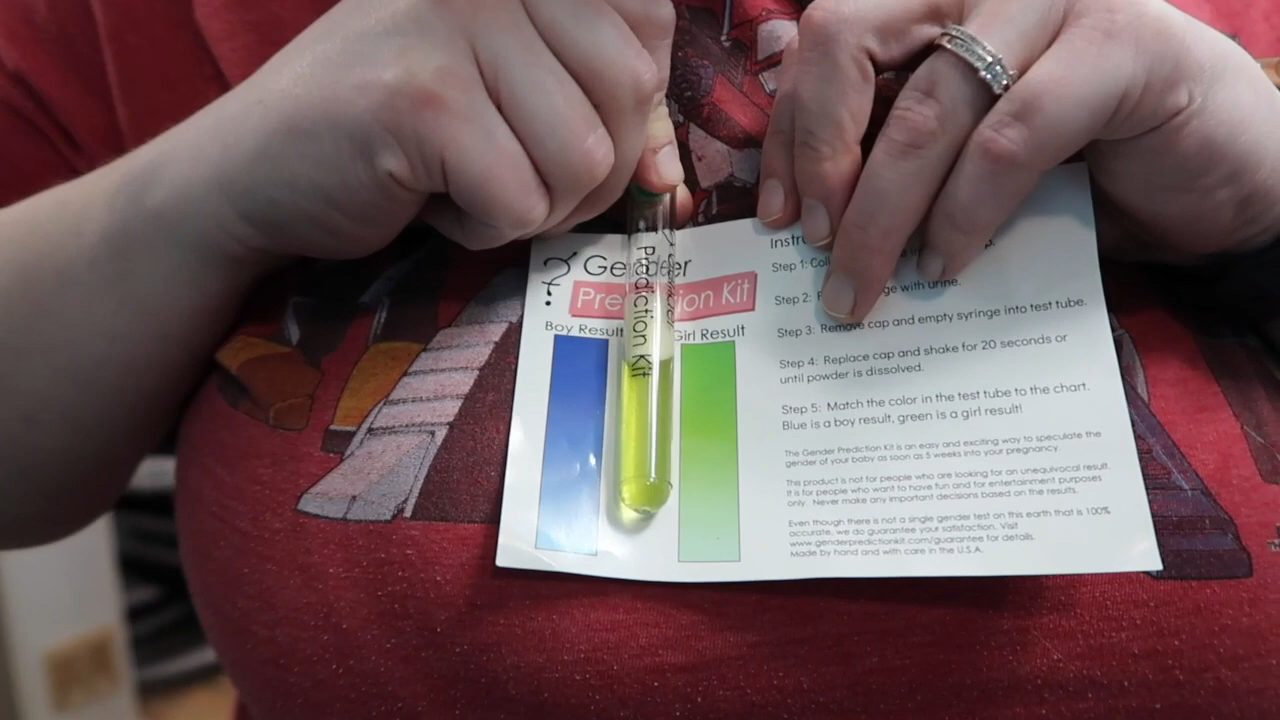 ? Gender
Prediction Kit
Prediction Kit
Boy Result
Girl Result
Step 1:
Step 2: ge with urine.
Step 3: Remove cap and empty syringe into test tube.
Step 4: Replace cap and shake for 20 seconds or
until powder is dissolved.
Step 5: Match the color in the test tube to the chart.
Blue is a boy result, green is a girl result!
The Gender Prediction Kit is an easy and exciting way to speculate the
gender of your baby as soon as 5 weeks into your pregnancy.
This product is not for people who are looking for an unequivocal result.
It is for people who want to have fun and for entertainment purposes
only. Never make any important decisions based on the results.
Even though there is not a single gender test on this earth that is 100%
accurate, we do guarantee your satisfaction. Visit
www.genderpredictionkit.com/guarantee for details.
Made by hand and with care in the U.S.A.